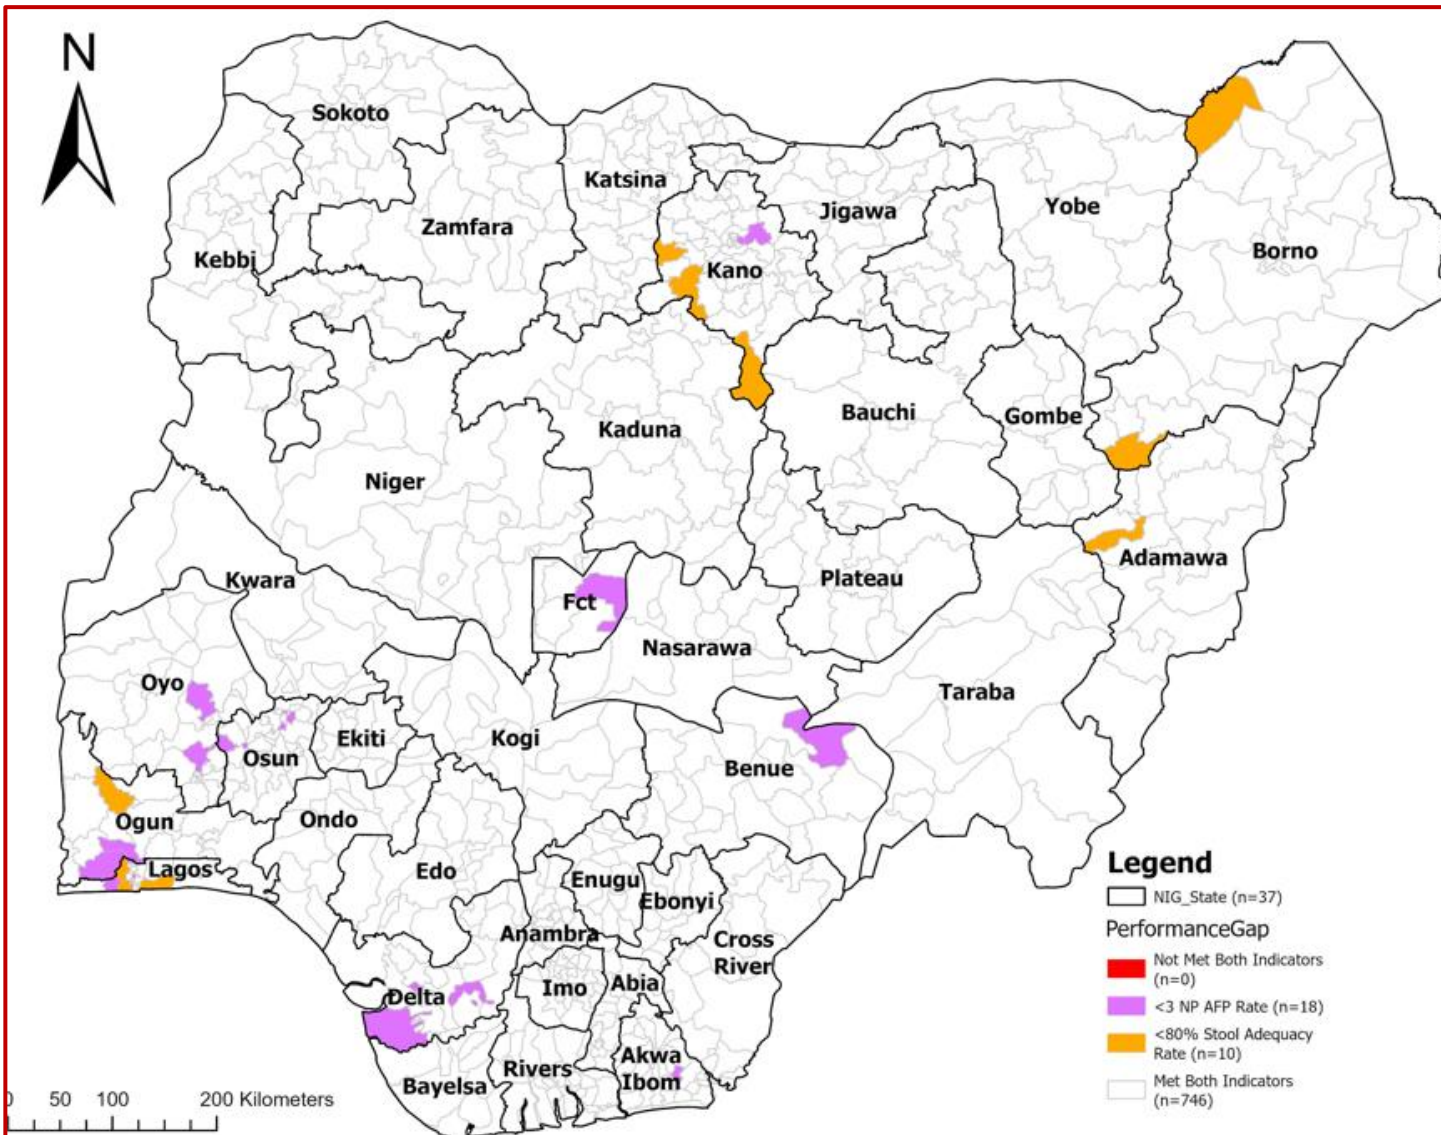 N
Sokoto
Katsina
Jigawa
Yobe
Zamfara
Kebbi
Kano
Borno
Bauchi
Gombe
Kaduna
Niger
Adamawa
Plateau
Kwara
Fct
Nasarawa
Oyo
Taraba
Ekiti
Kogi
Osun
Benue
Ogun
Ondo
Lagos
Edo
Enugu
Ebonyi
Anambra
Cross
River
Delta
Imo
Abia
Akwa
Ibom
Rivers
Bayelsa
Legend
NIG_State (n=37)
PerformanceGap
Not Met Both Indicators
(n=0)
<3 NP AFP Rate (n=18)
<80% Stool Adequacy
Rate (n=10)
Met Both Indicators
(n=746)
0 50 100 200 Kilometers